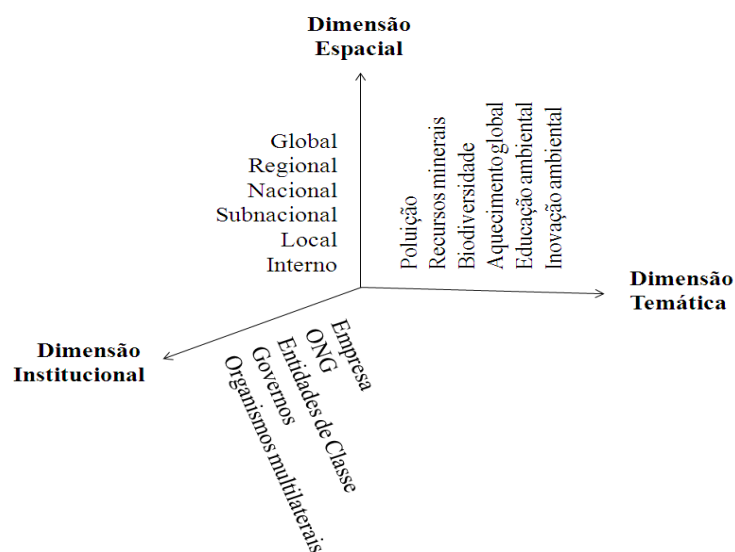 Dimensão
Espacial
Global
Regional
Nacional
Subnacional
Local
Interno
Poluição
Recursos minerais
Biodiversidade
Aquecimento global
Educação ambiental
Inovação ambiental
Dimensão
Temática
Dimensão
Institucional
Empresa
ONG
Entidades de Classe
Governos
Organismos multilaterais